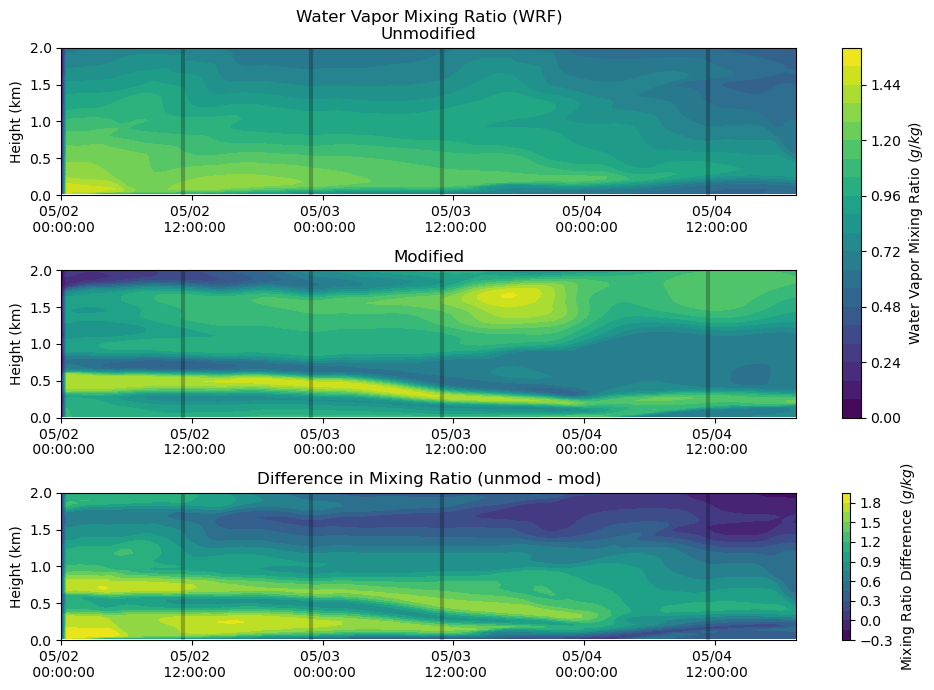 Water Vapor Mixing Ratio (WRF)
Unmodified
Height (km)
2.0
1.5
1.0
0.5
0.0
05/02 05/02 05/03 05/03 05/04 05/04
00:00:00 12:00:00 00:00:00 12:00:00 00:00:00 12:00:00
Modified
Height (km)
2.0
1.5
1.0
0.5
0.0
05/02 05/02 05/03 05/03 05/04 05/04
00:00:00 12:00:00 00:00:00 12:00:00 00:00:00 12:00:00
1.44
1.20
0.96
0.72
0.48
0.24
0.00
Water Vapor Mixing Ratio (g/kg)
Difference in Mixing Ratio (unmod - mod)
Height (km)
2.0
1.5
1.0
0.5
0.0
05/02 05/02 05/03 05/03 05/04 05/04
00:00:00 12:00:00 00:00:00 12:00:00 00:00:00 12:00:00
1.8
1.5
1.2
0.9
0.6
0.3
0.0
−0.3
Mixing Ratio Difference (g/kg)